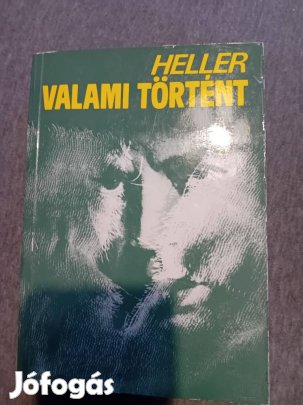 HELLER
VALAMI TÖRTÉNT
Jófogás